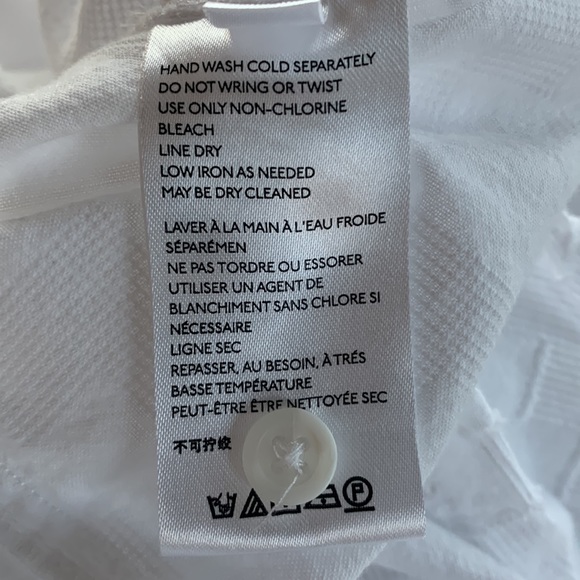 HAND WASH COLD SEPARATELY
DO NOT WRING OR TWIST
USE ONLY NON-CHLORINE
BLEACH
LINE DRY
LOW IRON AS NEEDED
MAY BE DRY CLEANED
LAVER À LA MAIN À L'EAU FROIDE
SÉPARÉMEN
NE PAS TORDRE OU ESSORER
UTILISER UN AGENT DE
BLANCHIMENT SANS CHLORE SI
NÉCESSAIRE
LIGNE SEC
REPASSER, AU BESOIN, À TRÉS
BASSE TEMPÉRATURE
PEUT-ÊTRE ÊTRE NETTOYÉE SEC
不可拧绞
P